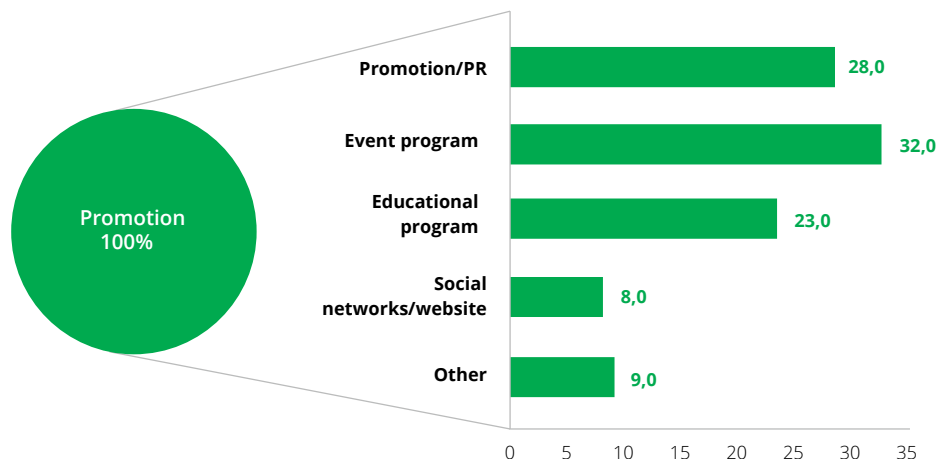 Promotion
100%
Promotion/PR
28,0
Event program
32,0
Educational
program
23,0
Social
networks/website
8,0
Other
9,0
0 5 10 15 20 25 30 35